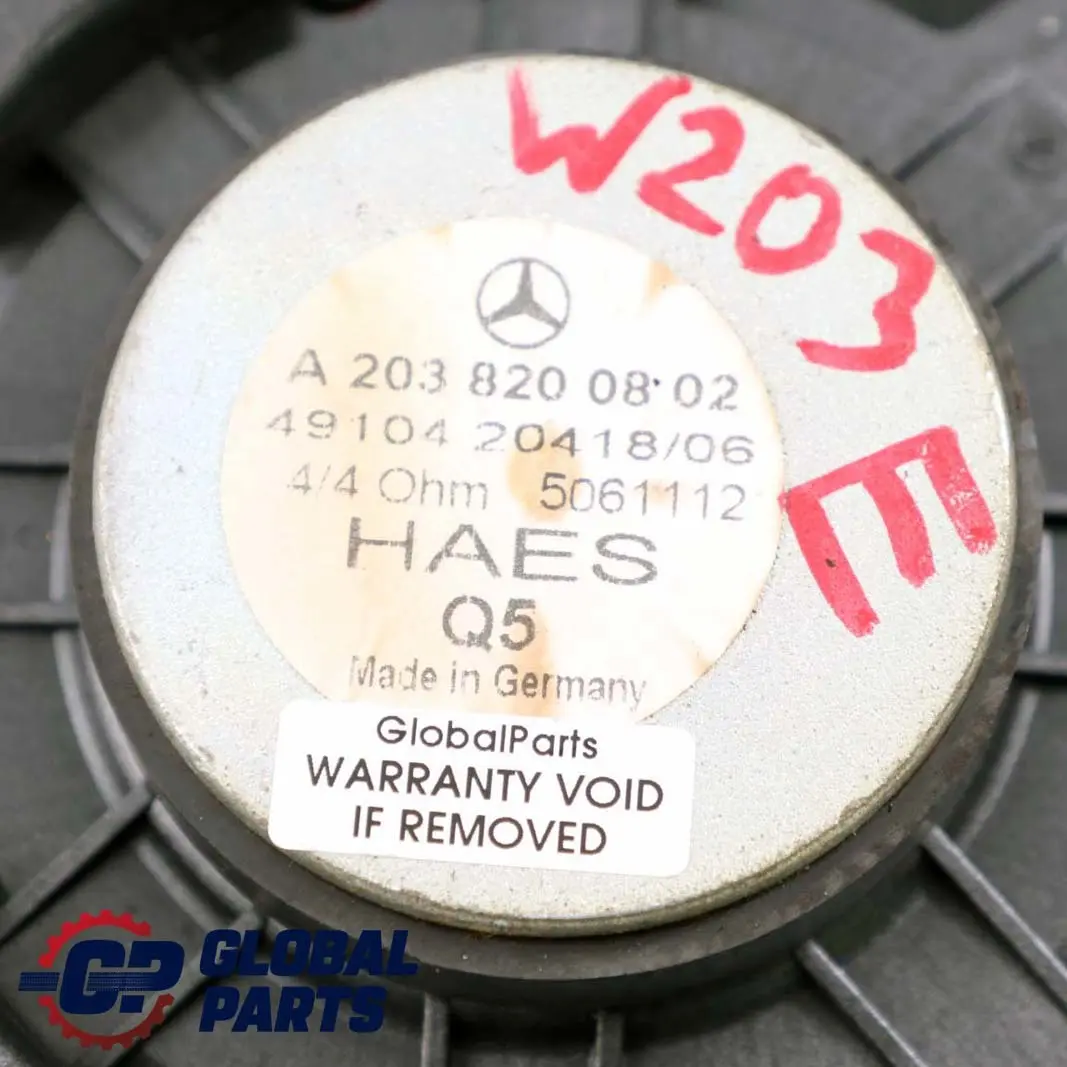 W203 E
A 203 820 08 02
49104 20418/06
4/4 Ohm 5061112
HAES
Q5
Made in Germany
GlobalParts
WARRANTY VOID
IF REMOVED
GP GLOBAL
PARTS